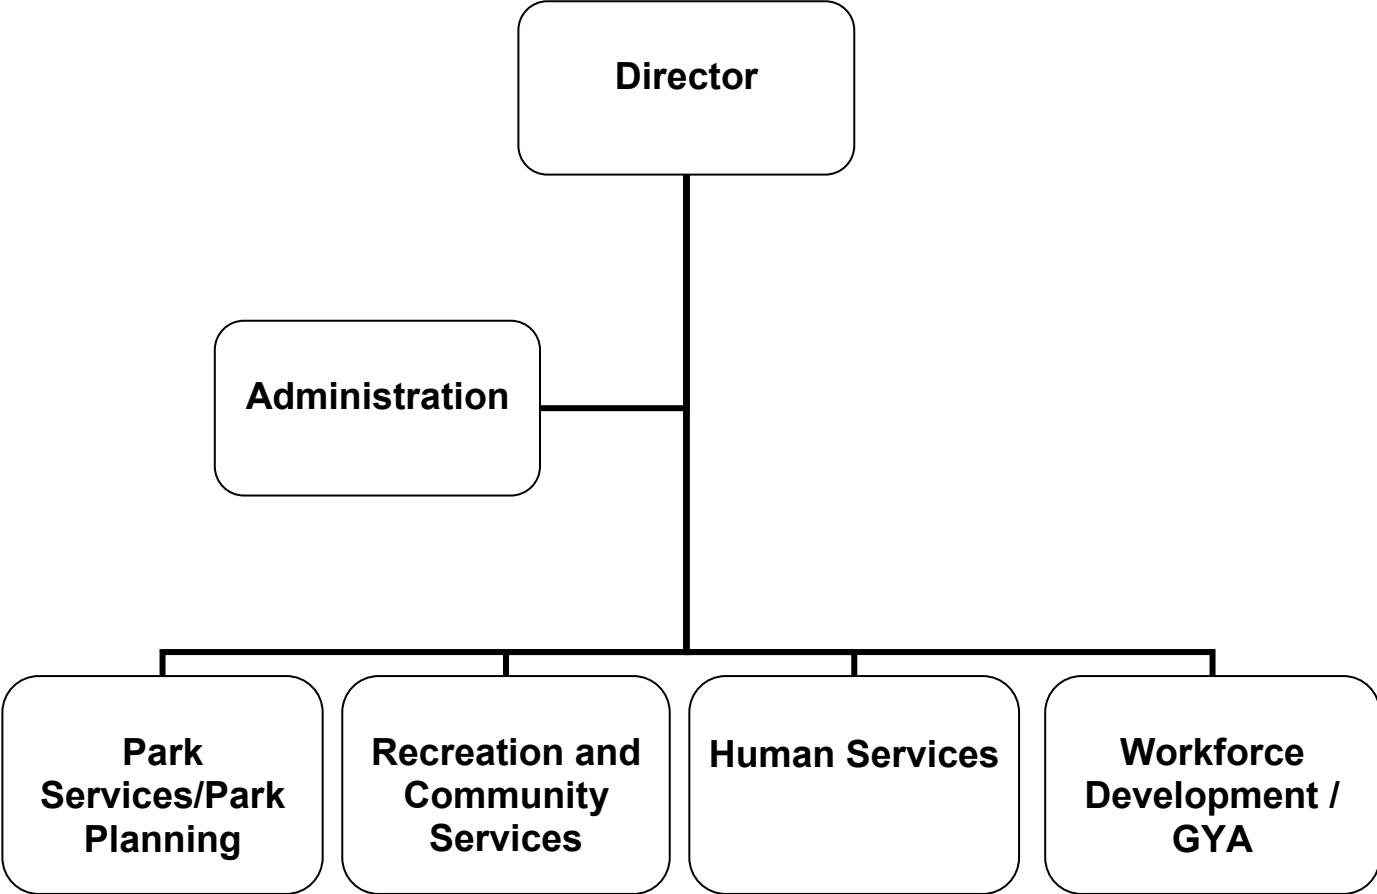 Director
Administration
Park
Services/Park
Planning
Recreation and
Community
Services
Human Services
Workforce
Development /
GYA